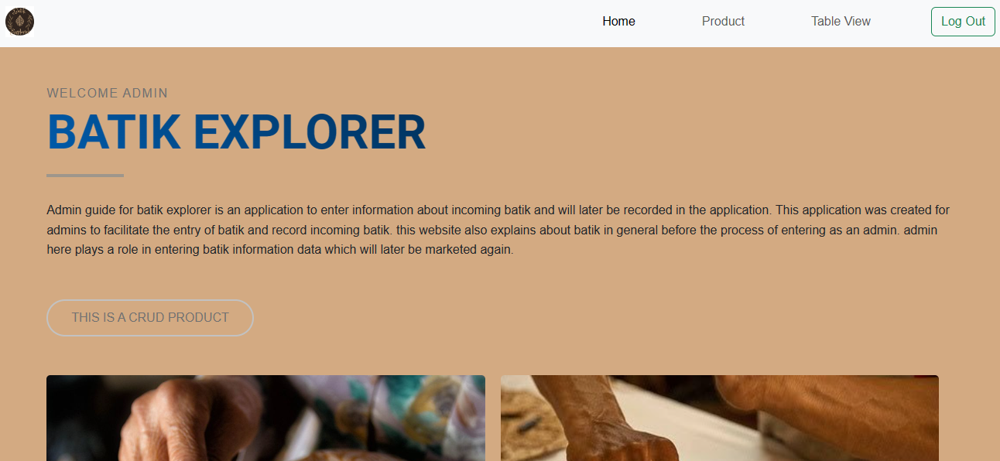 Home
Product
Table View
Log Out
WELCOME ADMIN
BATIK EXPLORER
Admin guide for batik explorer is an application to enter information about incoming batik and will later be recorded in the application. This application was created for
admins to facilitate the entry of batik and record incoming batik. this website also explains about batik in general before the process of entering as an admin. admin
here plays a role in entering batik information data which will later be marketed again.
THIS IS A CRUD PRODUCT